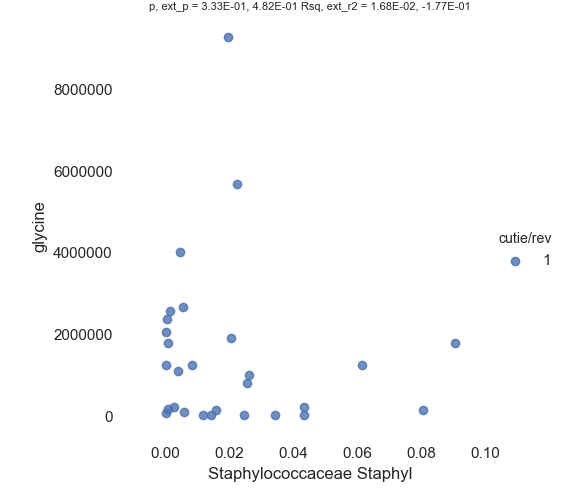 p, ext_p = 3.33E-01, 4.82E-01 Rsq, ext_r2 = 1.68E-02, -1.77E-01
8000000
6000000
4000000
2000000
0
glycine
cutie/rev
1
0.00 0.02 0.04 0.06 0.08 0.10
Staphylococcaceae Staphyl